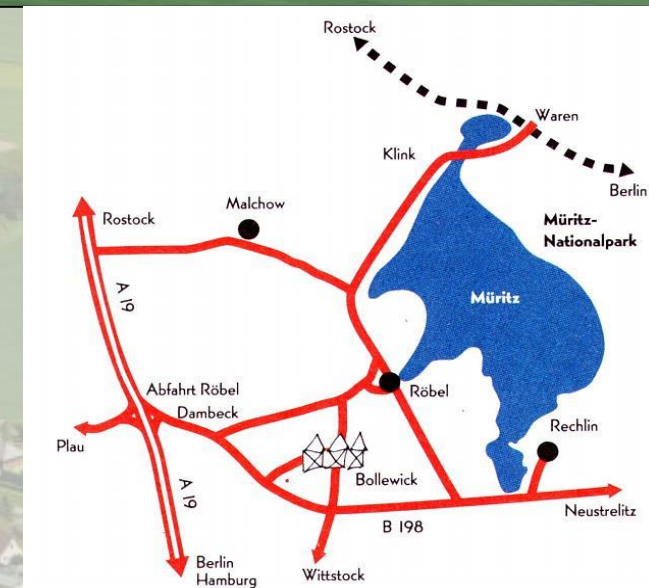 Rostock
Waren
Klink
Berlin
Malchow
Rostock
Müritz-
Nationalpark
A 19
Müritz
Abfahrt Röbel
Dambeck
Röbel
Plau
Rechlin
Bollewick
A 19
B 198
Neustrelitz
Berlin
Hamburg
Wittstock